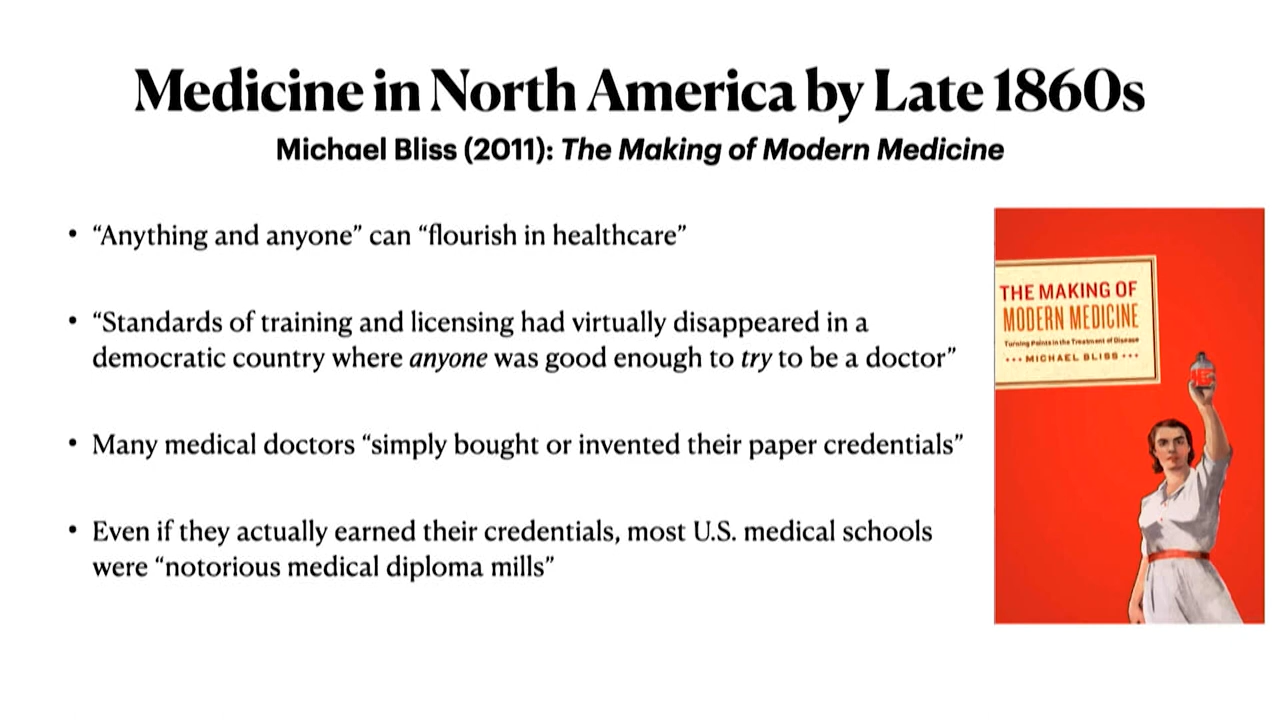 Medicine in North America by Late 1860s
Michael Bliss (2011): The Making of Modern Medicine
• “Anything and anyone” can “flourish in healthcare”
• “Standards of training and licensing had virtually disappeared in a
democratic country where anyone was good enough to try to be a doctor”
• Many medical doctors “simply bought or invented their paper credentials”
• Even if they actually earned their credentials, most U.S. medical schools
were “notorious medical diploma mills”
THE MAKING OF
MODERN MEDICINE
Turning Points in the Treatment of Disease
••• MICHAEL BLISS •••